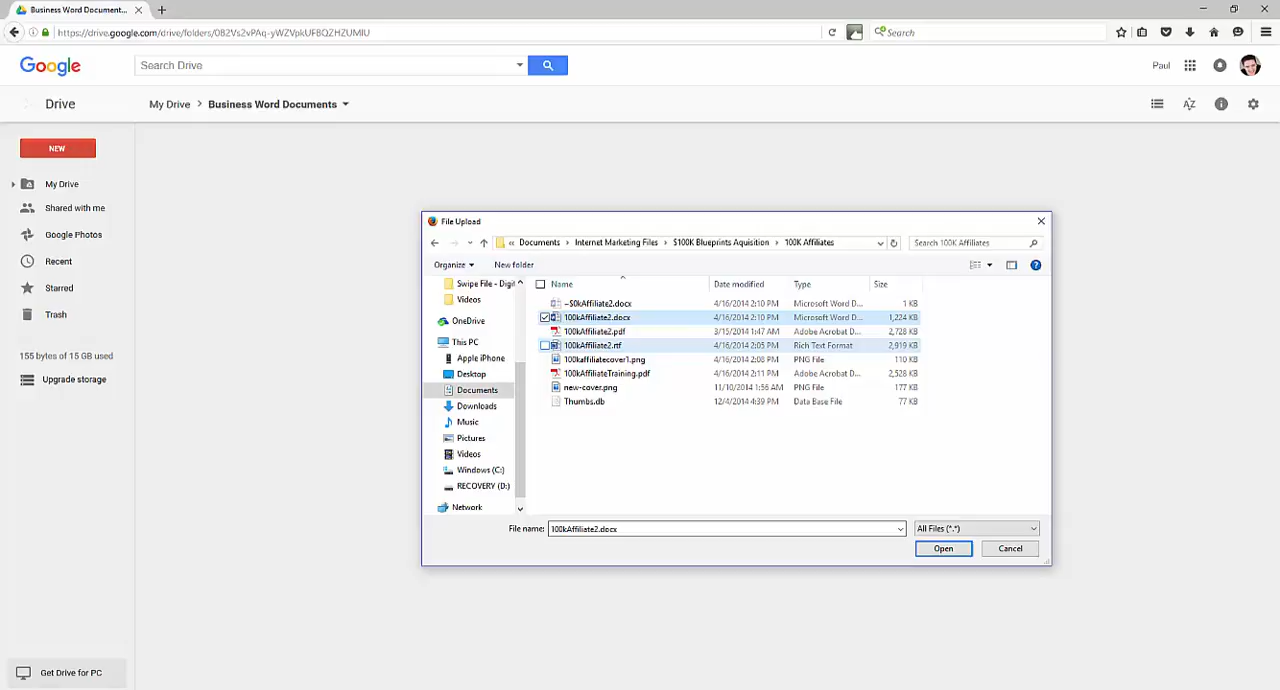 Business Word Document...
https://drive.google.com/drive/folders/082Vs2vPAq-yWZVpkUFBQZHZUMlU
Search
Google
Search Drive
Paul
Drive
My Drive > Business Word Documents
NEW
My Drive
Shared with me
Google Photos
Recent
Starred
Trash
155 bytes of 15 GB used
Upgrade storage
Get Drive for PC
File Upload
« Documents > Internet Marketing Files > $100K Blueprints Aquisition > 100K Affiliates
Search 100K Affiliates
Organize
New folder
Swipe File - Digit
Videos
OneDrive
This PC
Apple iPhone
Desktop
Documents
Downloads
Music
Pictures
Videos
Windows (C:)
RECOVERY (D:)
Network
Name Date modified Type Size
~$0kAffiliate2.docx 4/16/2014 2:10 PM Microsoft Word D... 1 KB
100kAffiliate2.docx 4/16/2014 2:10 PM Microsoft Word D... 1,224 KB
100kAffiliate2.pdf 3/15/2014 1:47 AM Adobe Acrobat D... 2,728 KB
100kAffiliate2.rtf 4/16/2014 2:05 PM Rich Text Format 2,919 KB
100kaffiliatecover1.png 4/16/2014 2:08 PM PNG File 110 KB
100kAffiliateTraining.pdf 4/16/2014 2:11 PM Adobe Acrobat D... 2,528 KB
new-cover.png 11/10/2014 1:56 AM PNG File 177 KB
Thumbs.db 12/4/2014 4:39 PM Data Base File 77 KB
File name: 100kAffiliate2.docx
All Files (*.*)
Open
Cancel